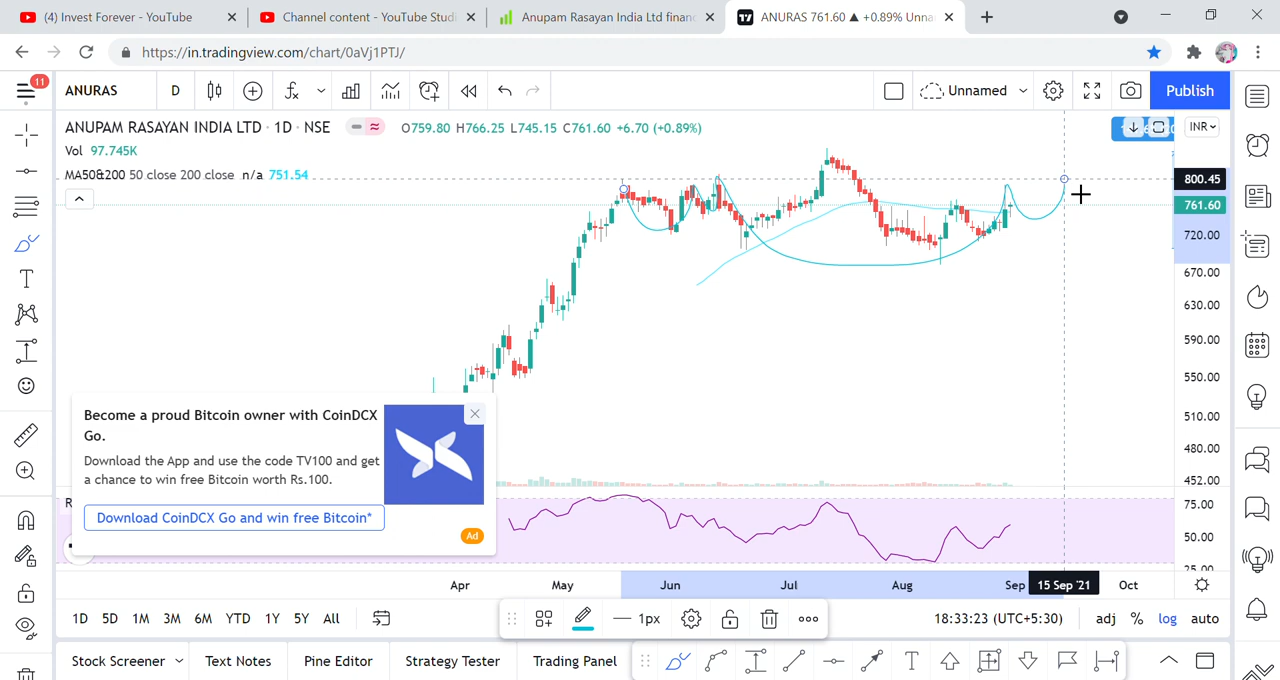 (4) Invest Forever - YouTube
Channel content - YouTube Studi
Anupam Rasayan India Ltd finan
ANURAS 761.60 ▲ +0.89% Unna
https://in.tradingview.com/chart/0aVj1PTJ/
11
ANURAS
D
Unnamed
Publish
ANUPAM RASAYAN INDIA LTD · 1D · NSE
O759.80 H766.25 L745.15 C761.60 +6.70 (+0.89%)
INR
Vol 97.745K
MA50&200 50 close 200 close n/a 751.54
800.45
761.60
720.00
670.00
630.00
590.00
550.00
510.00
480.00
452.00
Become a proud Bitcoin owner with CoinDCX
Go.
Download the App and use the code TV100 and get
a chance to win free Bitcoin worth Rs.100.
Download CoinDCX Go and win free Bitcoin*
Ad
R
75.00
50.00
25.00
Apr
May
Jun
Jul
Aug
Sep
15 Sep '21
Oct
1D 5D 1M 3M 6M YTD 1Y 5Y All
1px
18:33:23 (UTC+5:30)
adj % log auto
Stock Screener
Text Notes
Pine Editor
Strategy Tester
Trading Panel